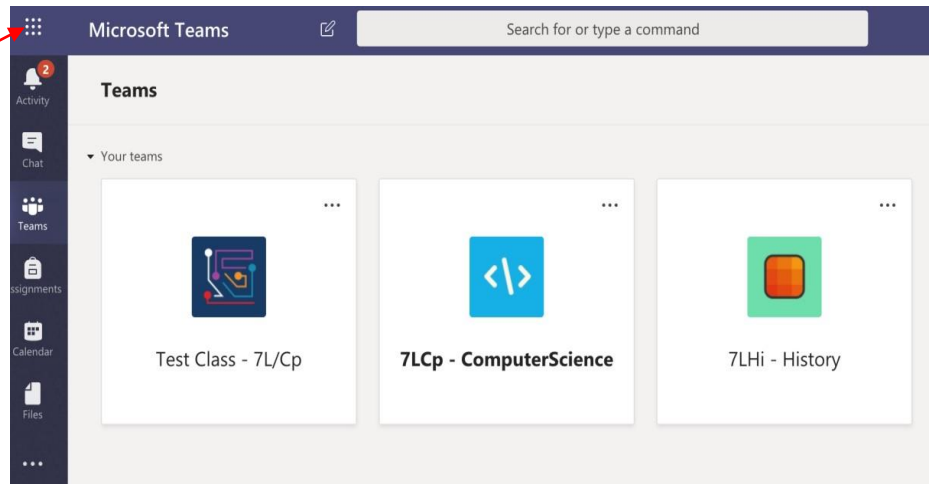 Microsoft Teams
Search for or type a command
2
Activity
Teams
Chat
Your teams
Teams
ssignments
Calendar
Files
Test Class - 7L/Cp
7LCp - ComputerScience
7LHi - History